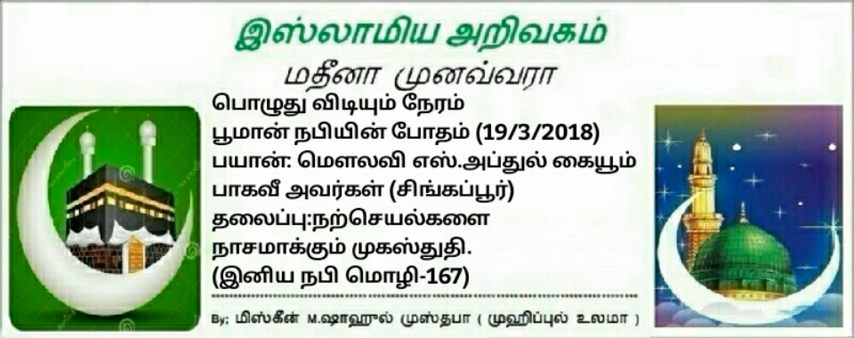 இஸ்லாமிய அறிவகம்
மதீனா முனவ்வரா
பொழுது விடியும் நேரம்
பூமான் நபியின் போதம் (19/3/2018)
பயான்: மௌலவி எஸ்.அப்துல் கையூம்
பாகவீ அவர்கள் (சிங்கப்பூர்)
தலைப்பு:நற்செயல்களை
நாசமாக்கும் முகஸ்துதி.
(இனிய நபி மொழி-167)
By; மிஸ்கீன் M.ஷாஹுல் முஸ்தபா ( முஹிப்புல் உலமா )